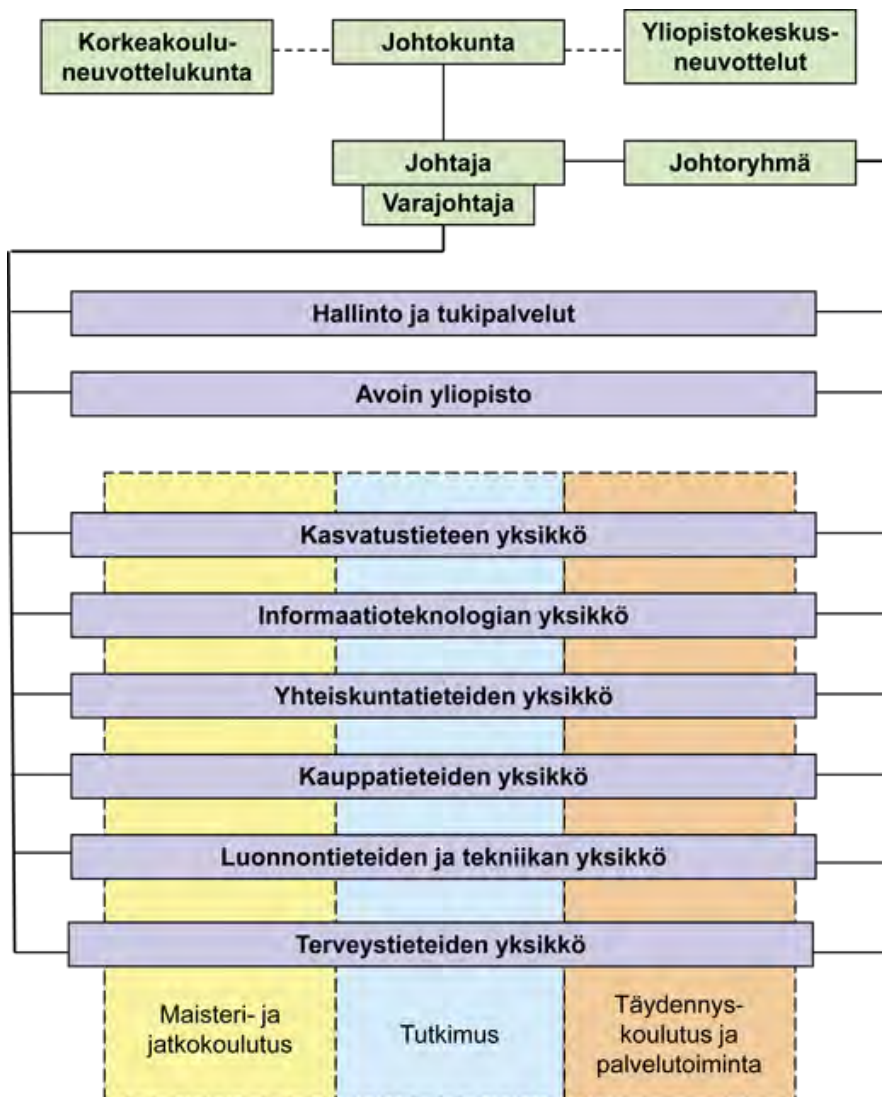 Korkeakoulu-
neuvottelukunta
Johtokunta
Yliopistokeskus-
neuvottelut
Johtaja
Johtoryhmä
Varajohtaja
Hallinto ja tukipalvelut
Avoin yliopisto
Kasvatustieteen yksikkö
Informaatioteknologian yksikkö
Yhteiskuntatieteiden yksikkö
Kauppatieteiden yksikkö
Luonnontieteiden ja tekniikan yksikkö
Terveystieteiden yksikkö
Maisteri- ja
jatkokoulutus
Tutkimus
Täydennys-
koulutus ja
palvelutoiminta